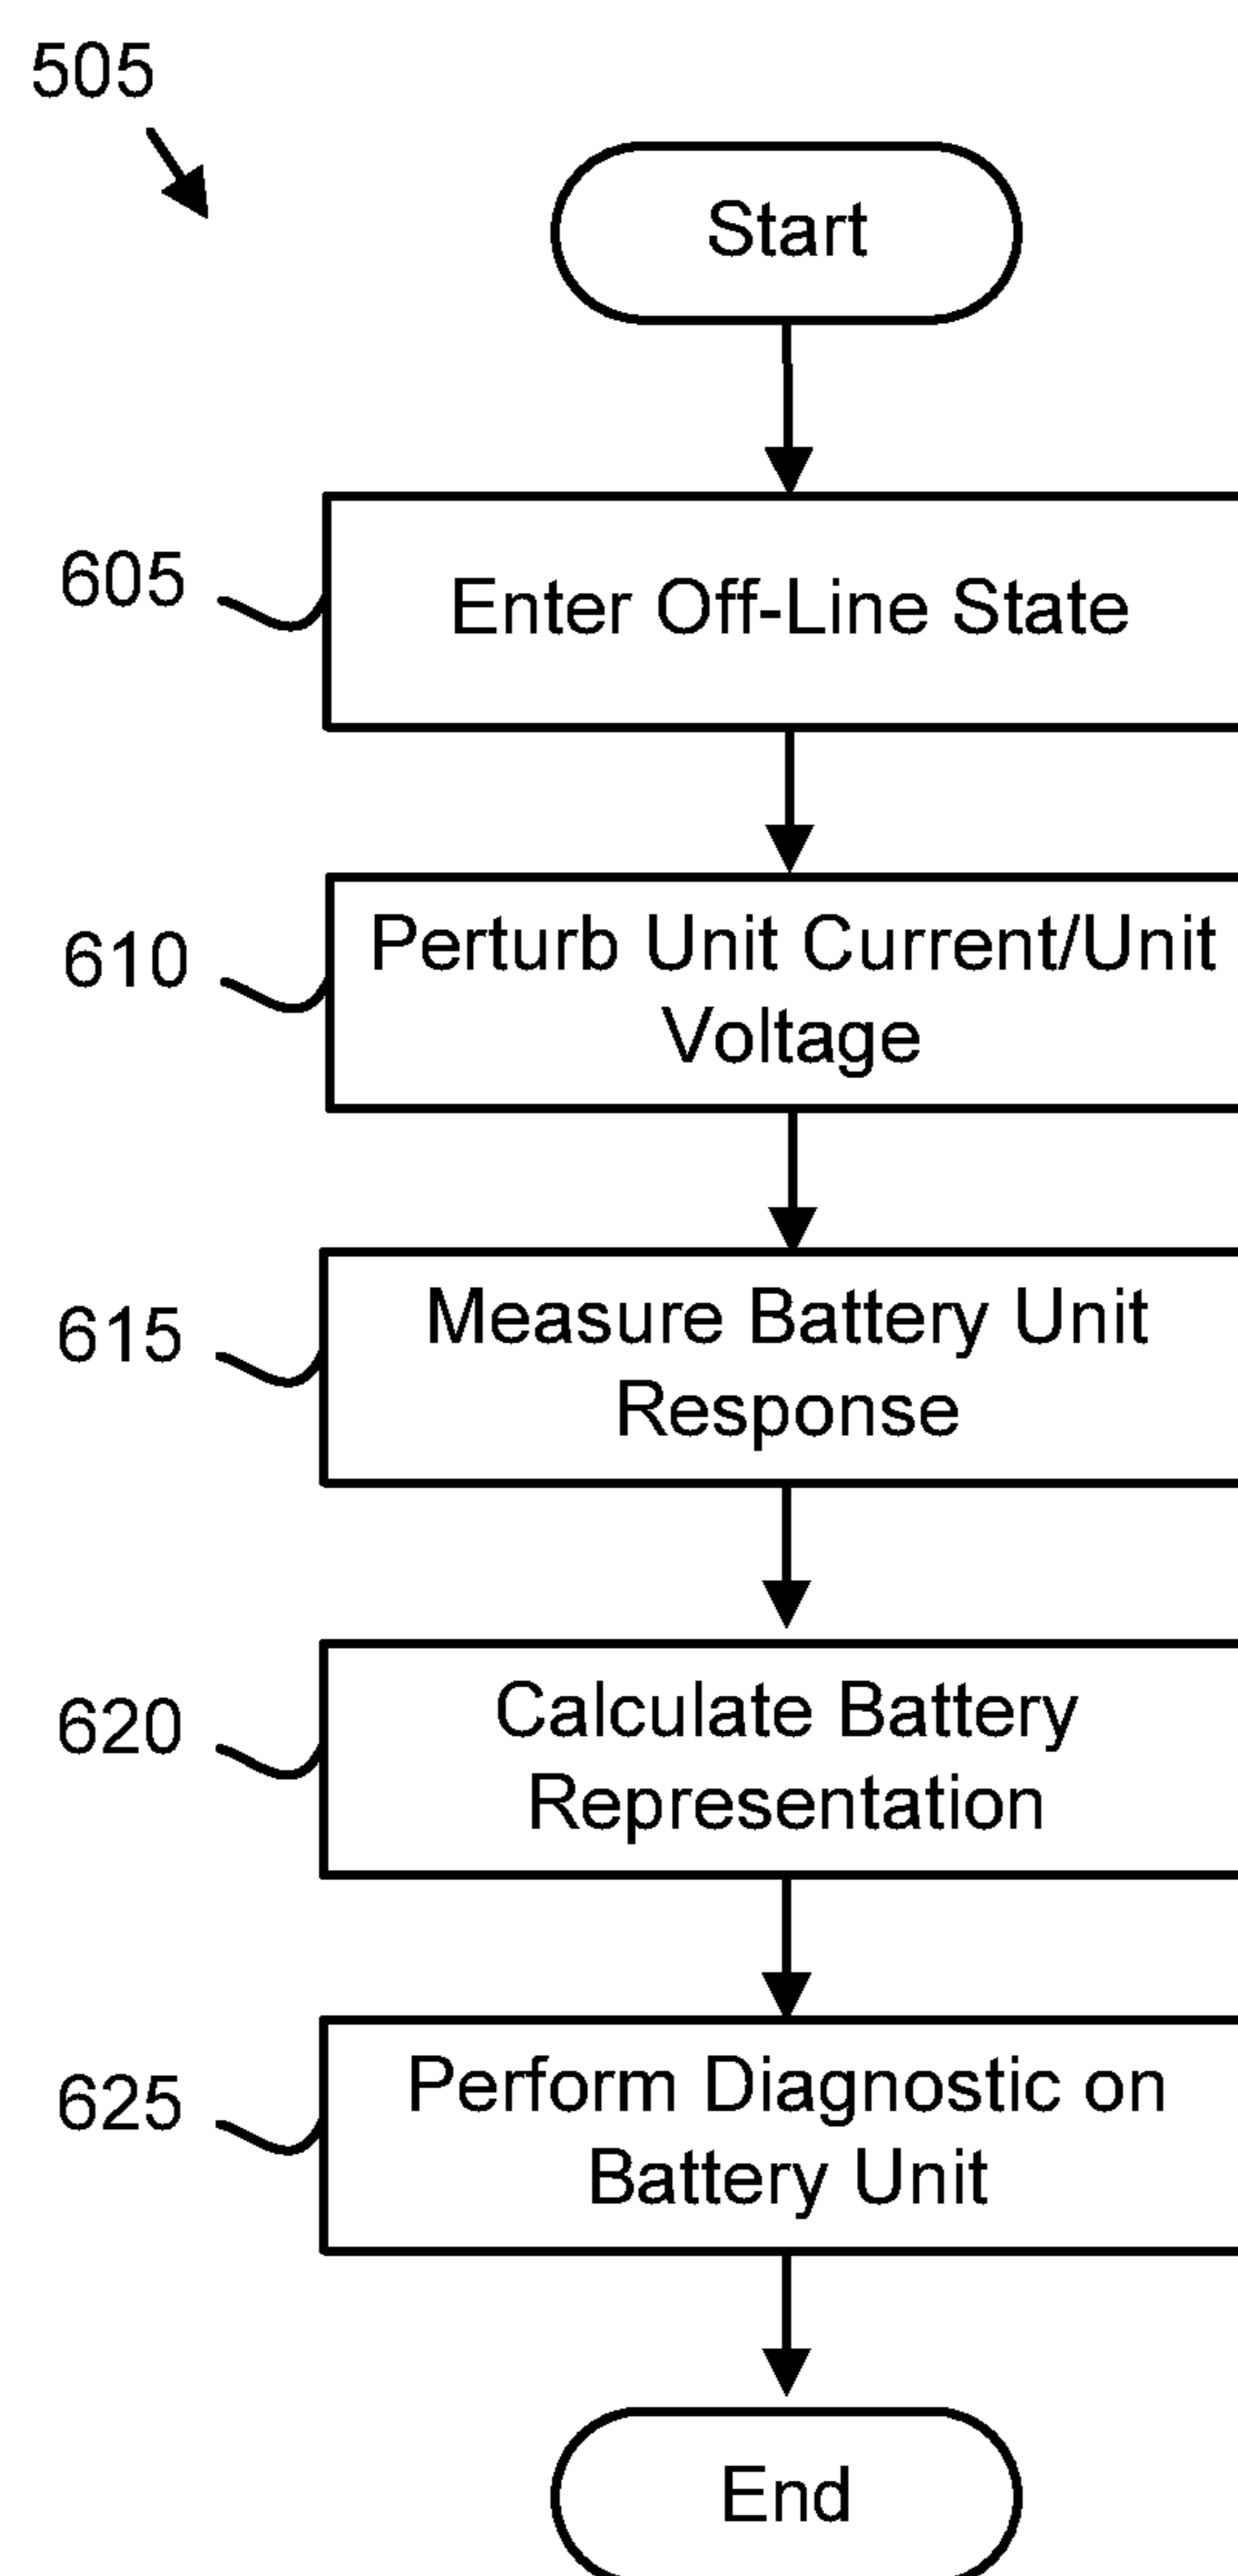 505
Start
605
Enter Off-Line State
610
Perturb Unit Current/Unit
Voltage
615
Measure Battery Unit
Response
620
Calculate Battery
Representation
625
Perform Diagnostic on
Battery Unit
End